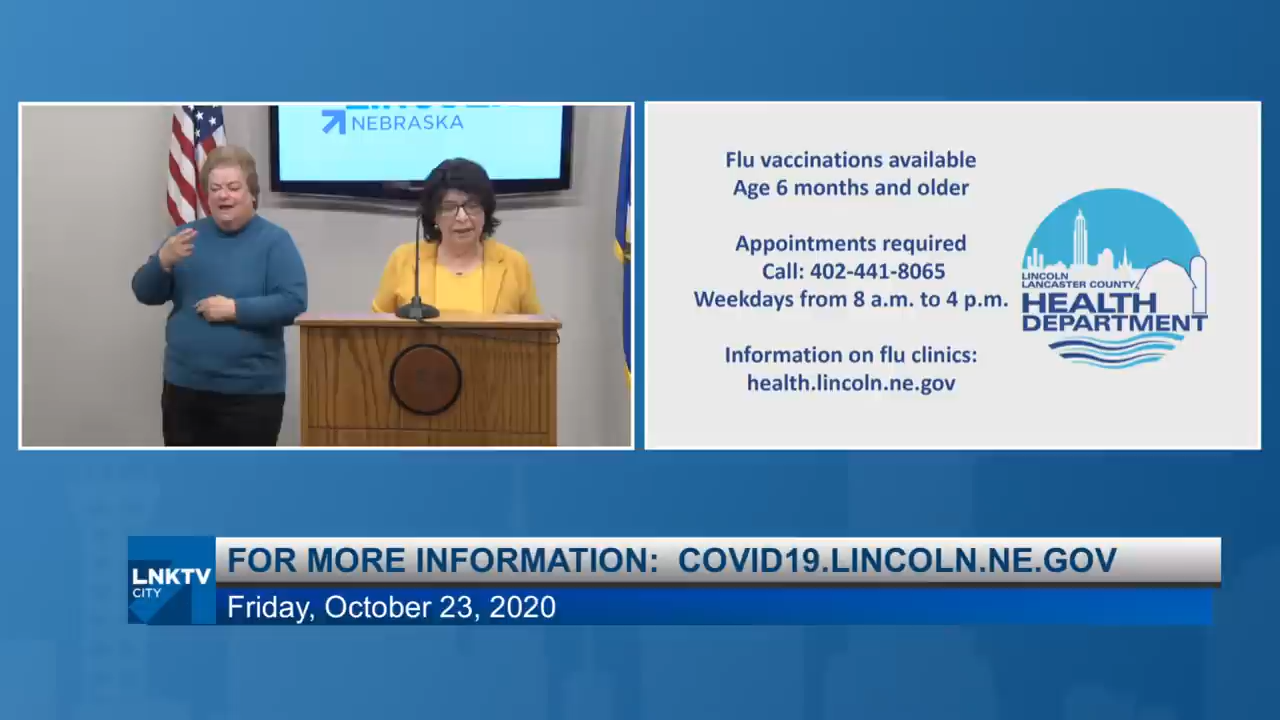 NEBRASKA
Flu vaccinations available
Age 6 months and older
Appointments required
Call: 402-441-8065
Weekdays from 8 a.m. to 4 p.m.
Information on flu clinics:
health.lincoln.ne.gov
LINCOLN
LANCASTER COUNTY
HEALTH
DEPARTMENT
LNKTV
CITY
FOR MORE INFORMATION: COVID19.LINCOLN.NE.GOV
Friday, October 23, 2020